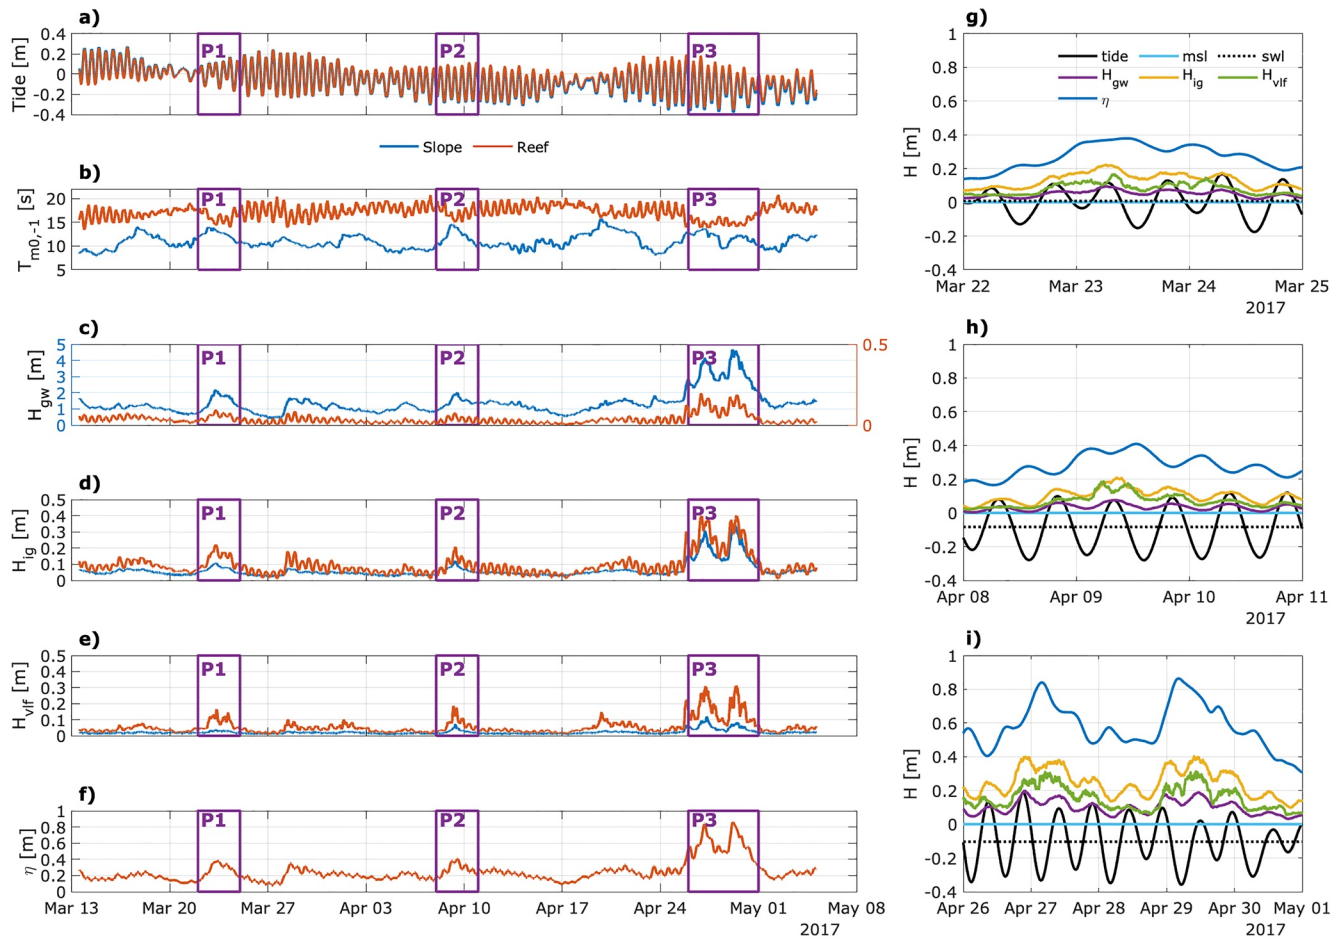 a)
Tide [m]
0.4
0.2
0
-0.2
-0.4
P1
P2
P3
Slope
Reef
b)
T m0,-1 [s]
20
15
10
5
P1
P2
P3
c)
H gw [m]
5
4
3
2
1
0
P1
P2
P3
0.5
0
d)
H ig [m]
0.5
0.4
0.3
0.2
0.1
0
P1
P2
P3
e)
H vlf [m]
0.5
0.4
0.3
0.2
0.1
0
P1
P2
P3
f)
η [m]
1
0.8
0.6
0.4
0.2
0
P1
P2
P3
Mar 13 Mar 20 Mar 27 Apr 03 Apr 10 Apr 17 Apr 24 May 01 May 08
2017
g)
H [m]
1
0.8
0.6
0.4
0.2
0
-0.2
-0.4
tide msl swl
H gw H ig H vlf
η
Mar 22 Mar 23 Mar 24 Mar 25
2017
h)
H [m]
1
0.8
0.6
0.4
0.2
0
-0.2
-0.4
Apr 08 Apr 09 Apr 10 Apr 11
2017
i)
H [m]
1
0.8
0.6
0.4
0.2
0
-0.2
-0.4
Apr 26 Apr 27 Apr 28 Apr 29 Apr 30 May 01
2017